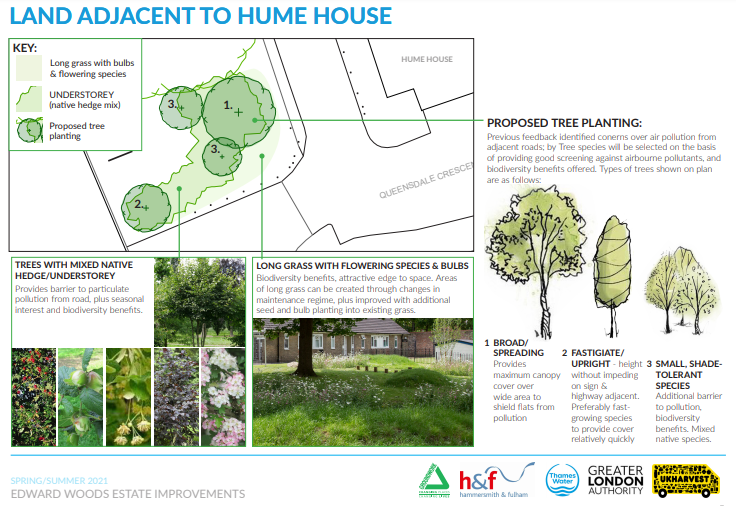 LAND ADJACENT TO HUME HOUSE
KEY:
Long grass with bulbs
& flowering species
UNDERSTOREY
(native hedge mix)
Proposed tree
planting
3.
1.
3.
2.
HUME HOUSE
QUEENSDALE CRESCEN
PROPOSED TREE PLANTING:
Previous feedback identified conerns over air pollution from
adjacent roads; by Tree species will be selected on the basis
of providing good screening against airbourne pollutants, and
biodiversity benefits offered. Types of trees shown on plan
are as follows:
TREES WITH MIXED NATIVE
HEDGE/UNDERSTOREY
Provides barrier to particulate
pollution from road, plus seasonal
interest and biodiversity benefits.
LONG GRASS WITH FLOWERING SPECIES & BULBS
Biodiversity benefits, attractive edge to space. Areas
of long grass can be created through changes in
maintenance regime, plus improved with additional
seed and bulb planting into existing grass.
1 BROAD/
SPREADING
Provides
maximum canopy
cover over
wide area to
shield flats from
pollution
2 FASTIGIATE/
UPRIGHT - height
without impeding
on sign &
highway adjacent.
Preferably fast-
growing species
to provide cover
relatively quickly
3 SMALL, SHADE-
TOLERANT
SPECIES
Additional barrier
to pollution,
biodiversity
benefits. Mixed
native species.
SPRING/SUMMER 2021
EDWARD WOODS ESTATE IMPROVEMENTS
GROUNDWORK
h&f
hammersmith & fulham
Thames
Water
GREATER
LONDON
AUTHORITY
UKHARVEST